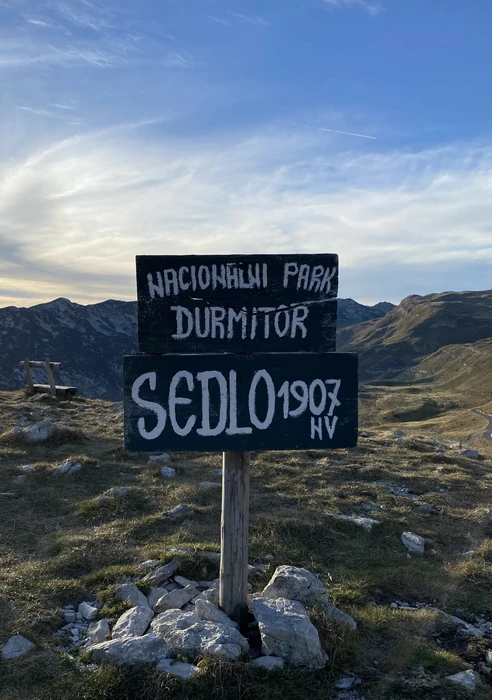 NACIONALNI PARK
DURMITOR
SEDLO 1907
NV